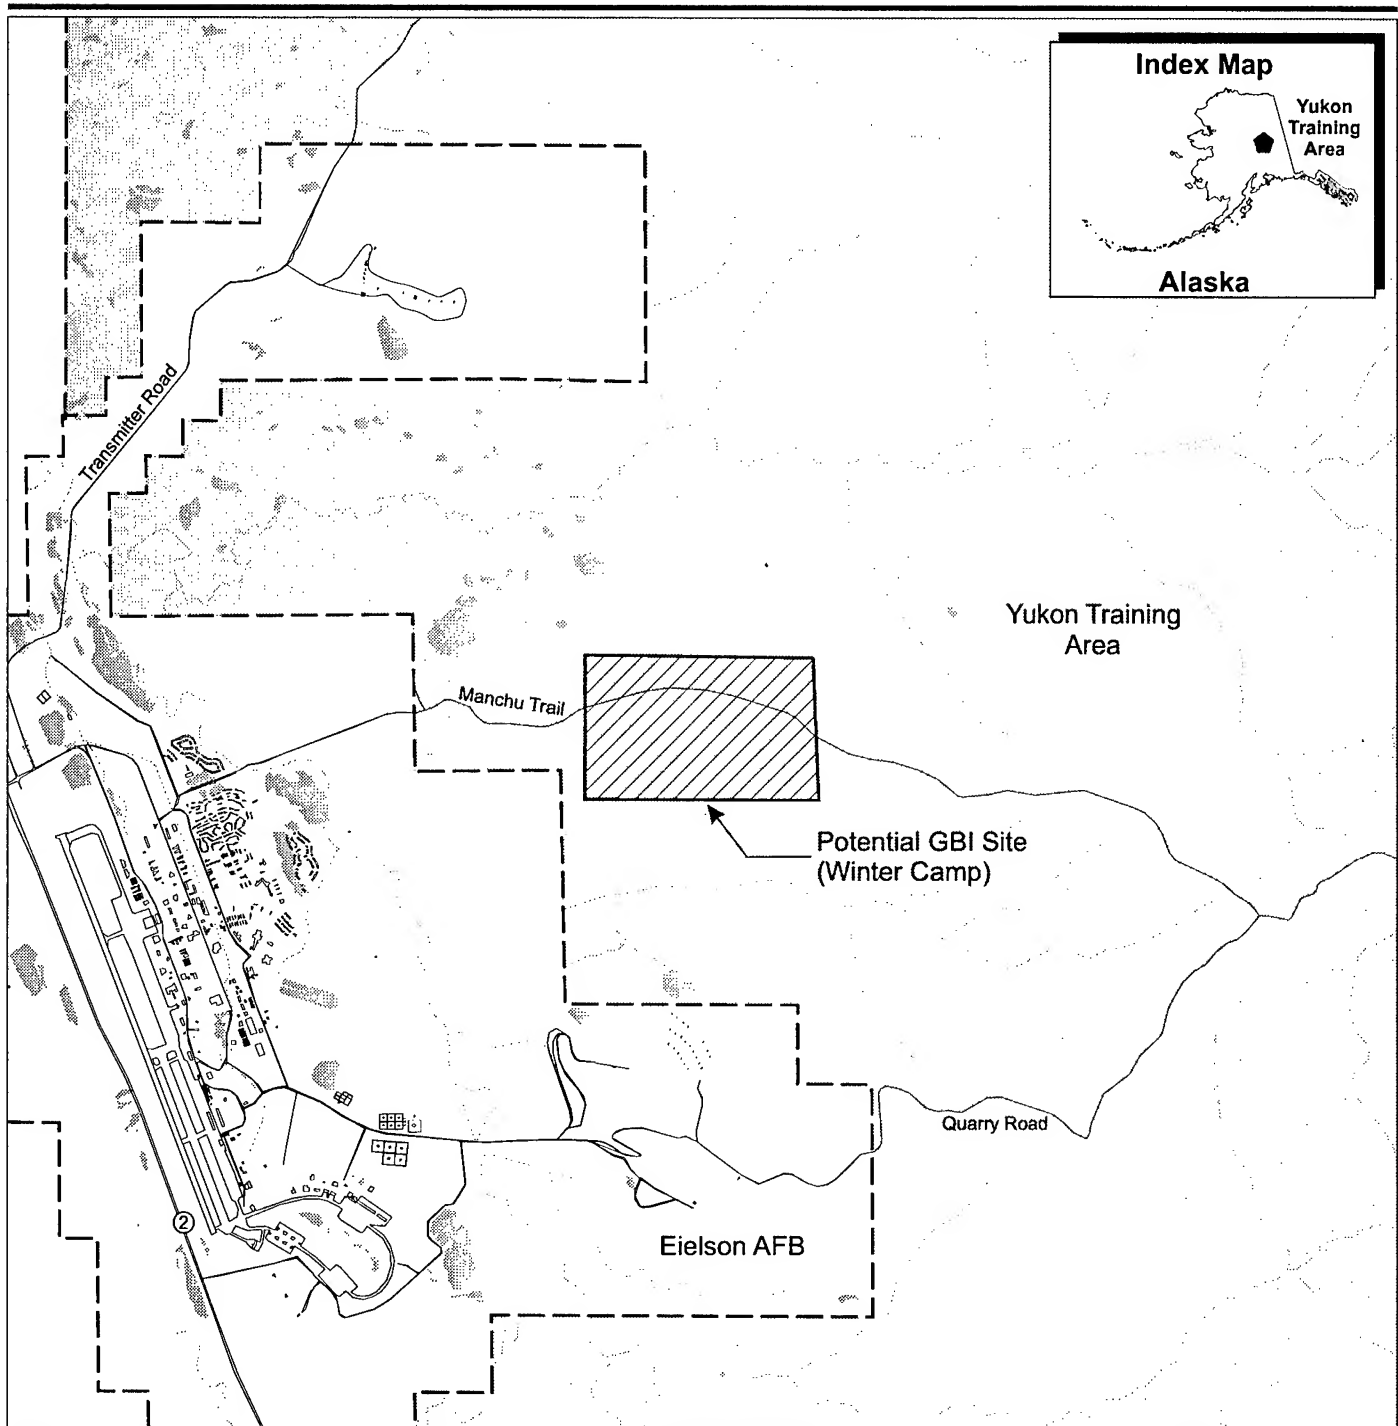 Index Map
Yukon
Training
Area
Alaska
Transmitter Road
Yukon Training
Area
Manchu Trail
Potential GBI Site
(Winter Camp)
Quarry Road
2
Eielson AFB